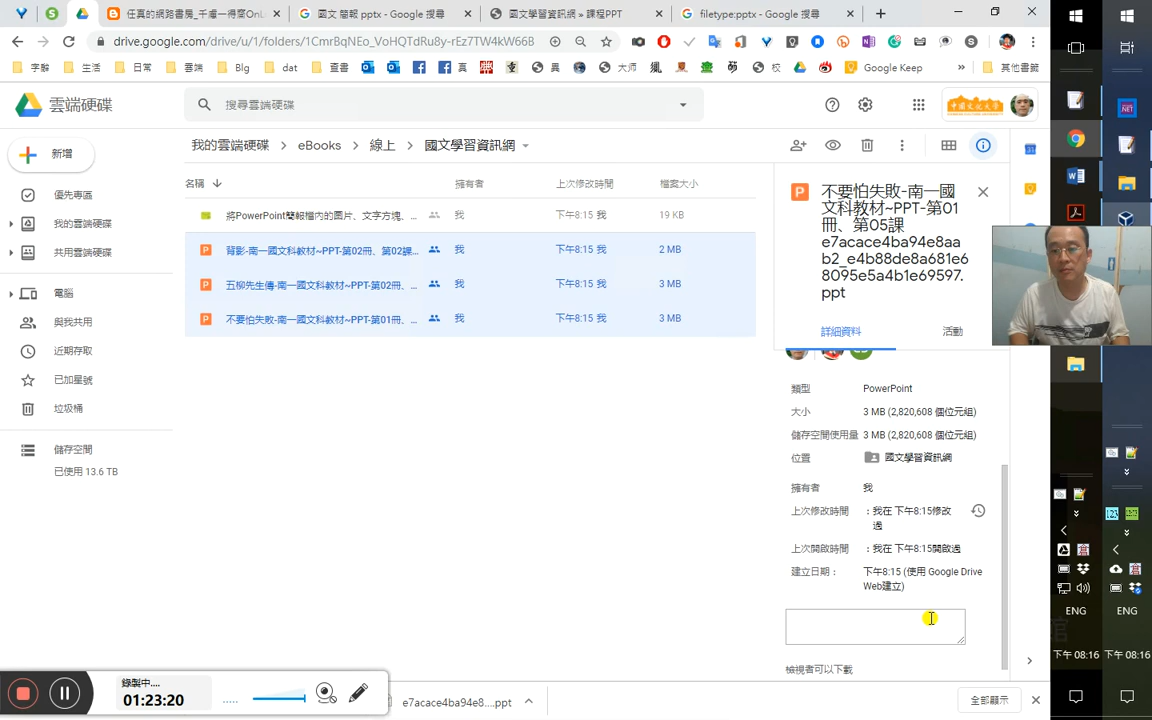 任真的網路書房_千慮一得齋OnL
國文 簡報 pptx - Google 搜尋
國文學習資訊網 » 課程PPT
filetype:pptx - Google 搜尋
drive.google.com/drive/u/1/folders/1CmrBqNEo_VoHQTdRu8y-rEz7TW4kW66B
字辭
生活
日常
雲端
Blg
dat
查書
真
異
大師
校
Google Keep
»
其他書籤
雲端硬碟
搜尋雲端硬碟
中國文化大學
新增
我的雲端硬碟 > eBooks > 線上 > 國文學習資訊網
優先專區
我的雲端硬碟
共用雲端硬碟
電腦
與我共用
近期存取
已加星號
垃圾桶
儲存空間
已使用 13.6 TB
名稱 擁有者 上次修改時間 檔案大小
將PowerPoint簡報檔內的圖片、文字方塊、... 我 下午8:15 我 19 KB
背影-南一國文科教材~PPT-第02冊、第02課... 我 下午8:15 我 2 MB
五柳先生傳-南一國文科教材~PPT-第02冊、... 我 下午8:15 我 3 MB
不要怕失敗-南一國文科教材~PPT-第01冊、... 我 下午8:15 我 3 MB
不要怕失敗-南一國
文科教材~PPT-第01
冊、第05課
e7acace4ba94e8aa
b2_e4b88de8a681e6
8095e5a4b1e69597.
ppt
詳細資料
活動
類型 PowerPoint
大小 3 MB (2,820,608 個位元組)
儲存空間使用量 3 MB (2,820,608 個位元組)
位置 國文學習資訊網
擁有者 我
上次修改時間 ：我在 下午8:15修改
過
上次開啟時間 ：我在 下午8:15開啟過
建立日期： 下午8:15 (使用 Google Drive
Web建立)
檢視者可以下載
錄製中....
01:23:20
e7acace4ba94e8....ppt
全部顯示
ENG
ENG
下午 08:16
下午 08:16